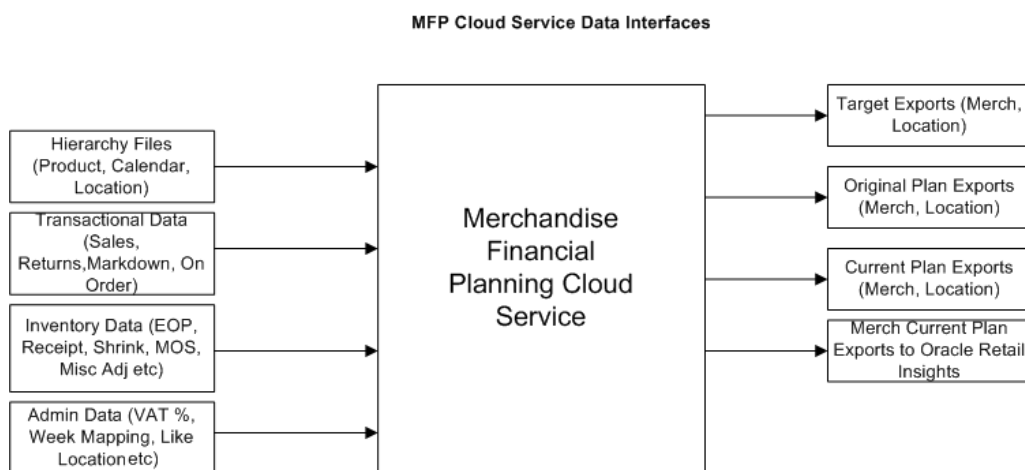 MFP Cloud Service Data Interfaces
Hierarchy Files
(Product, Calendar,
Location)
Transactional Data
(Sales,
Returns,Markdown, On
Order)
Inventory Data (EOP,
Receipt, Shrink, MOS,
Misc Adj etc)
Admin Data (VAT %,
Week Mapping, Like
Location etc)
Merchandise
Financial
Planning Cloud
Service
Target Exports (Merch,
Location)
Original Plan Exports
(Merch, Location)
Current Plan Exports
(Merch, Location)
Merch Current Plan
Exports to Oracle Retail
Insights